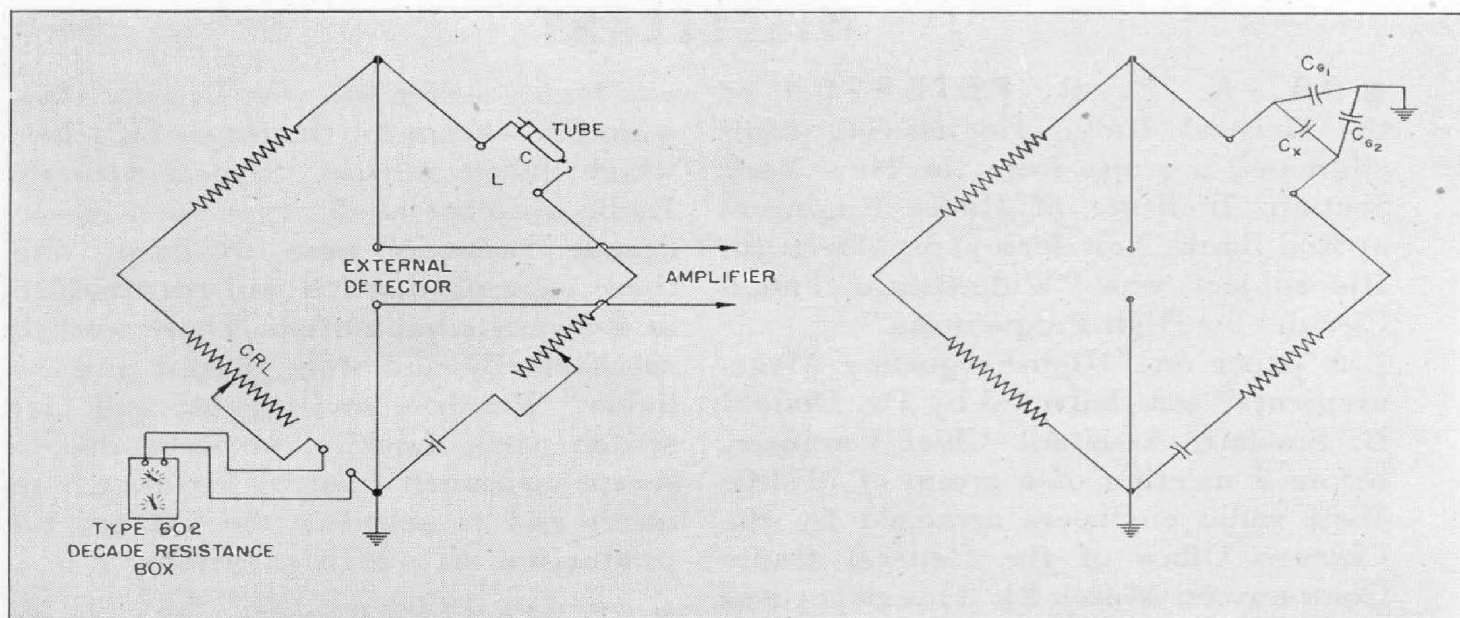 TUBE
C
L
EXTERNAL
DETECTOR
AMPLIFIER
CRL
TYPE 602
DECADE RESISTANCE
BOX
CG1
CX
CG2